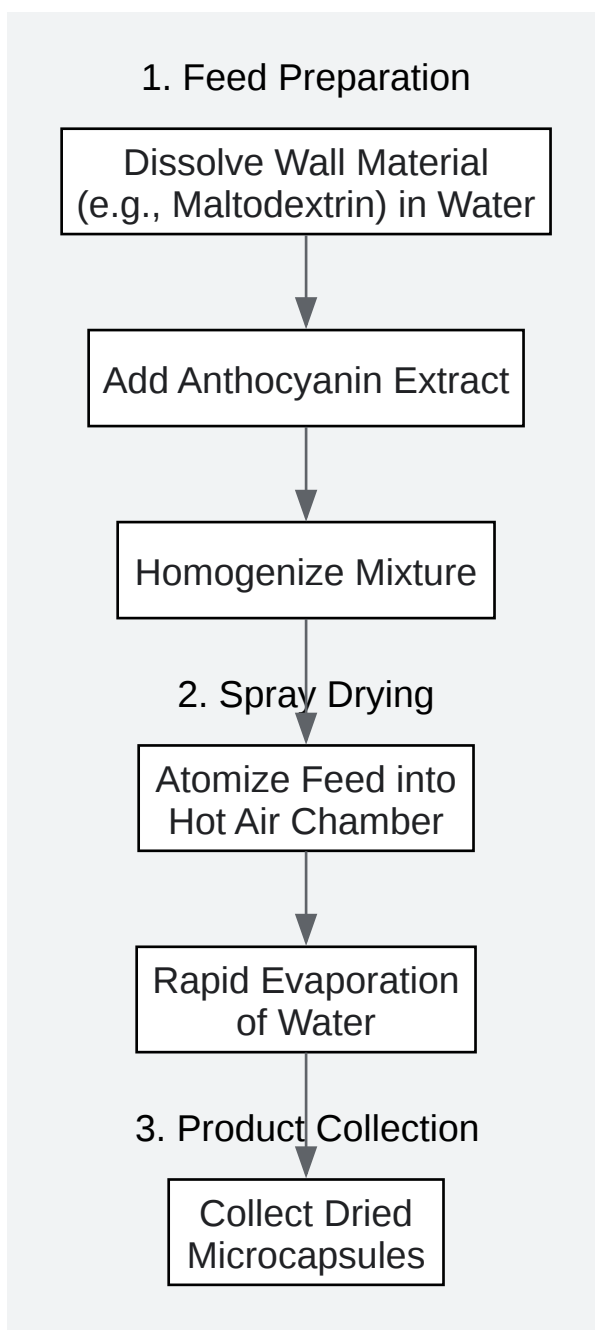 1. Feed Preparation
Dissolve Wall Material
(e.g., Maltodextrin) in Water
Add Anthocyanin Extract
Homogenize Mixture
2. Spray Drying
Atomize Feed into
Hot Air Chamber
Rapid Evaporation
of Water
3. Product Collection
Collect Dried
Microcapsules